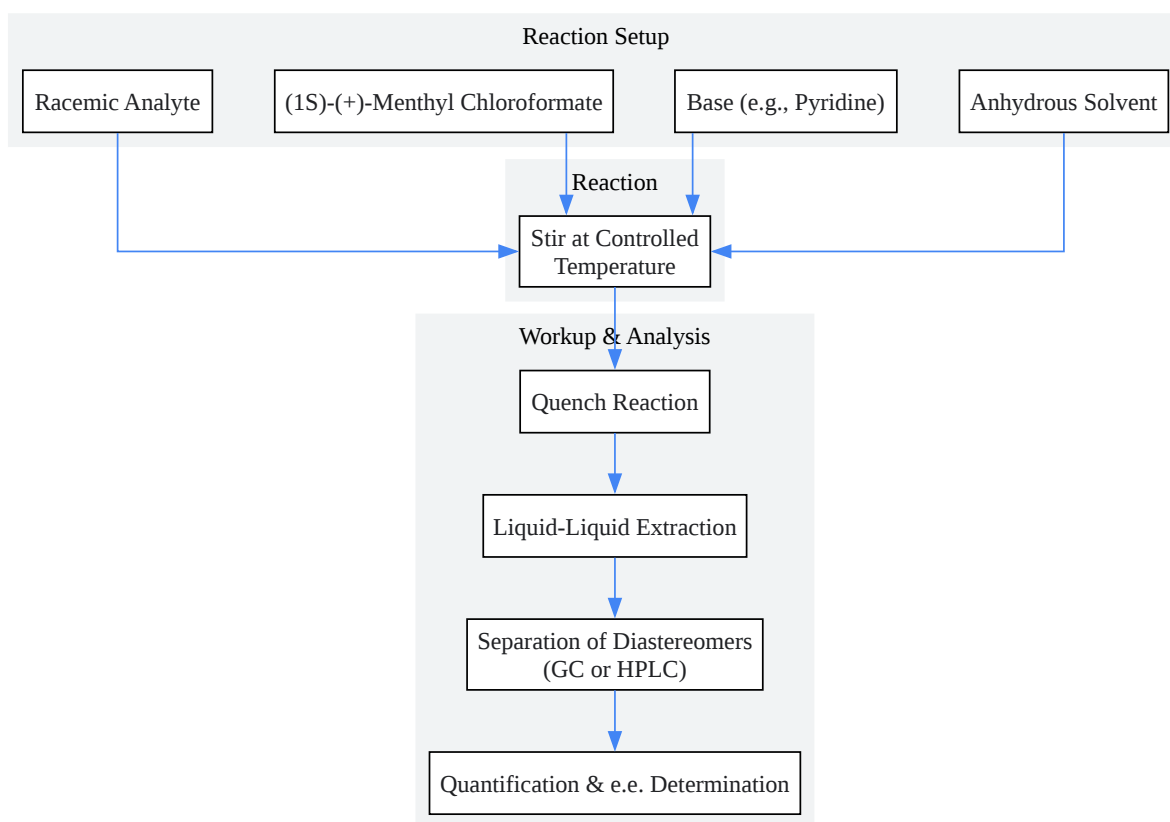 Reaction Setup
Racemic Analyte
(1S)-(+)-Menthyl Chloroformate
Base (e.g., Pyridine)
Anhydrous Solvent
Reaction
Stir at Controlled
Temperature
Workup & Analysis
Quench Reaction
Liquid-Liquid Extraction
Separation of Diastereomers
(GC or HPLC)
Quantification & e.e. Determination